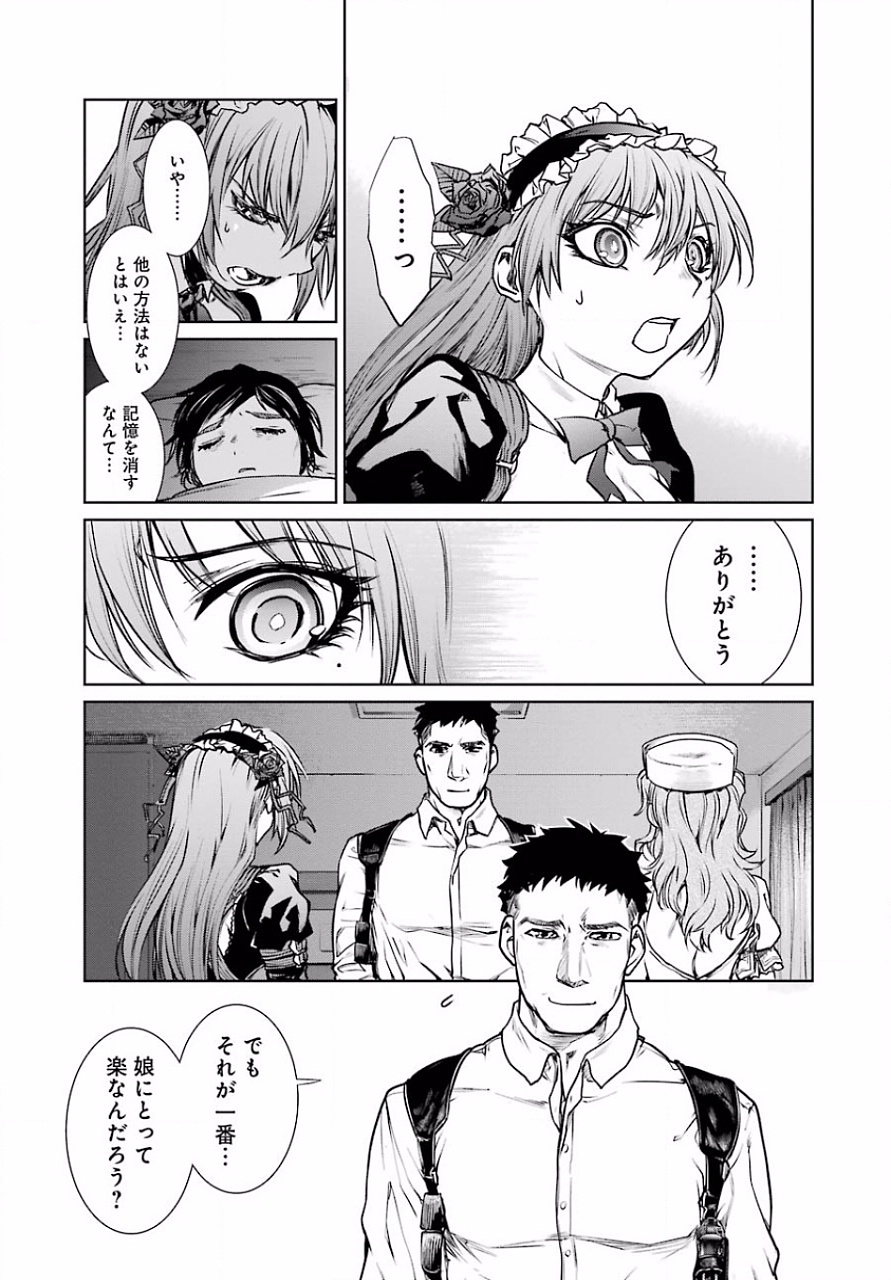 ……っ
いや……
他の方法はない
とはいえ…
記憶を消す
なんて…
……
ありがとう
でも
それが一番…
娘にとって
楽なんだろう?